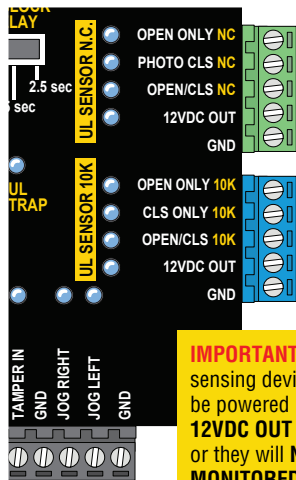 LAY
2.5 sec
sec
UL SENSOR N.C.
OPEN ONLY NC
PHOTO CLS NC
OPEN/CLS NC
12VDC OUT
GND
UL
TRAP
UL SENSOR 10K
OPEN ONLY 10K
CLS ONLY 10K
OPEN/CLS 10K
12VDC OUT
GND
TAMPER IN
GND
JOG RIGHT
JOG LEFT
GND
IMPORTANT
sensing devi
be powered
12VDC OUT
or they will N
MONITORED